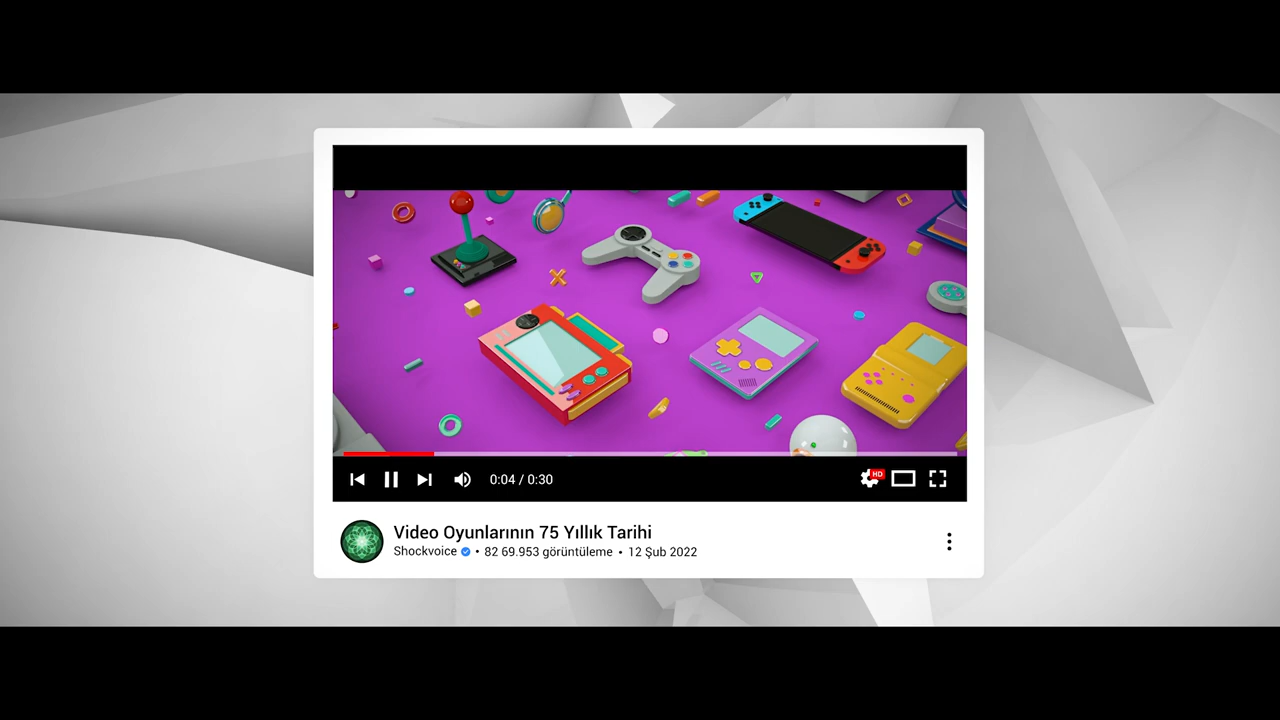 0:04 / 0:30
HD
Video Oyunlarının 75 Yıllık Tarihi
Shockvoice • 82 69.953 görüntüleme • 12 Şub 2022